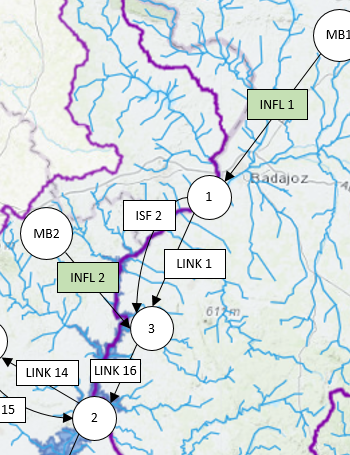 MB1
INFL 1
Badajoz
1
ISF 2
MB2
LINK 1
INFL 2
617m
3
LINK 14
LINK 16
15
2